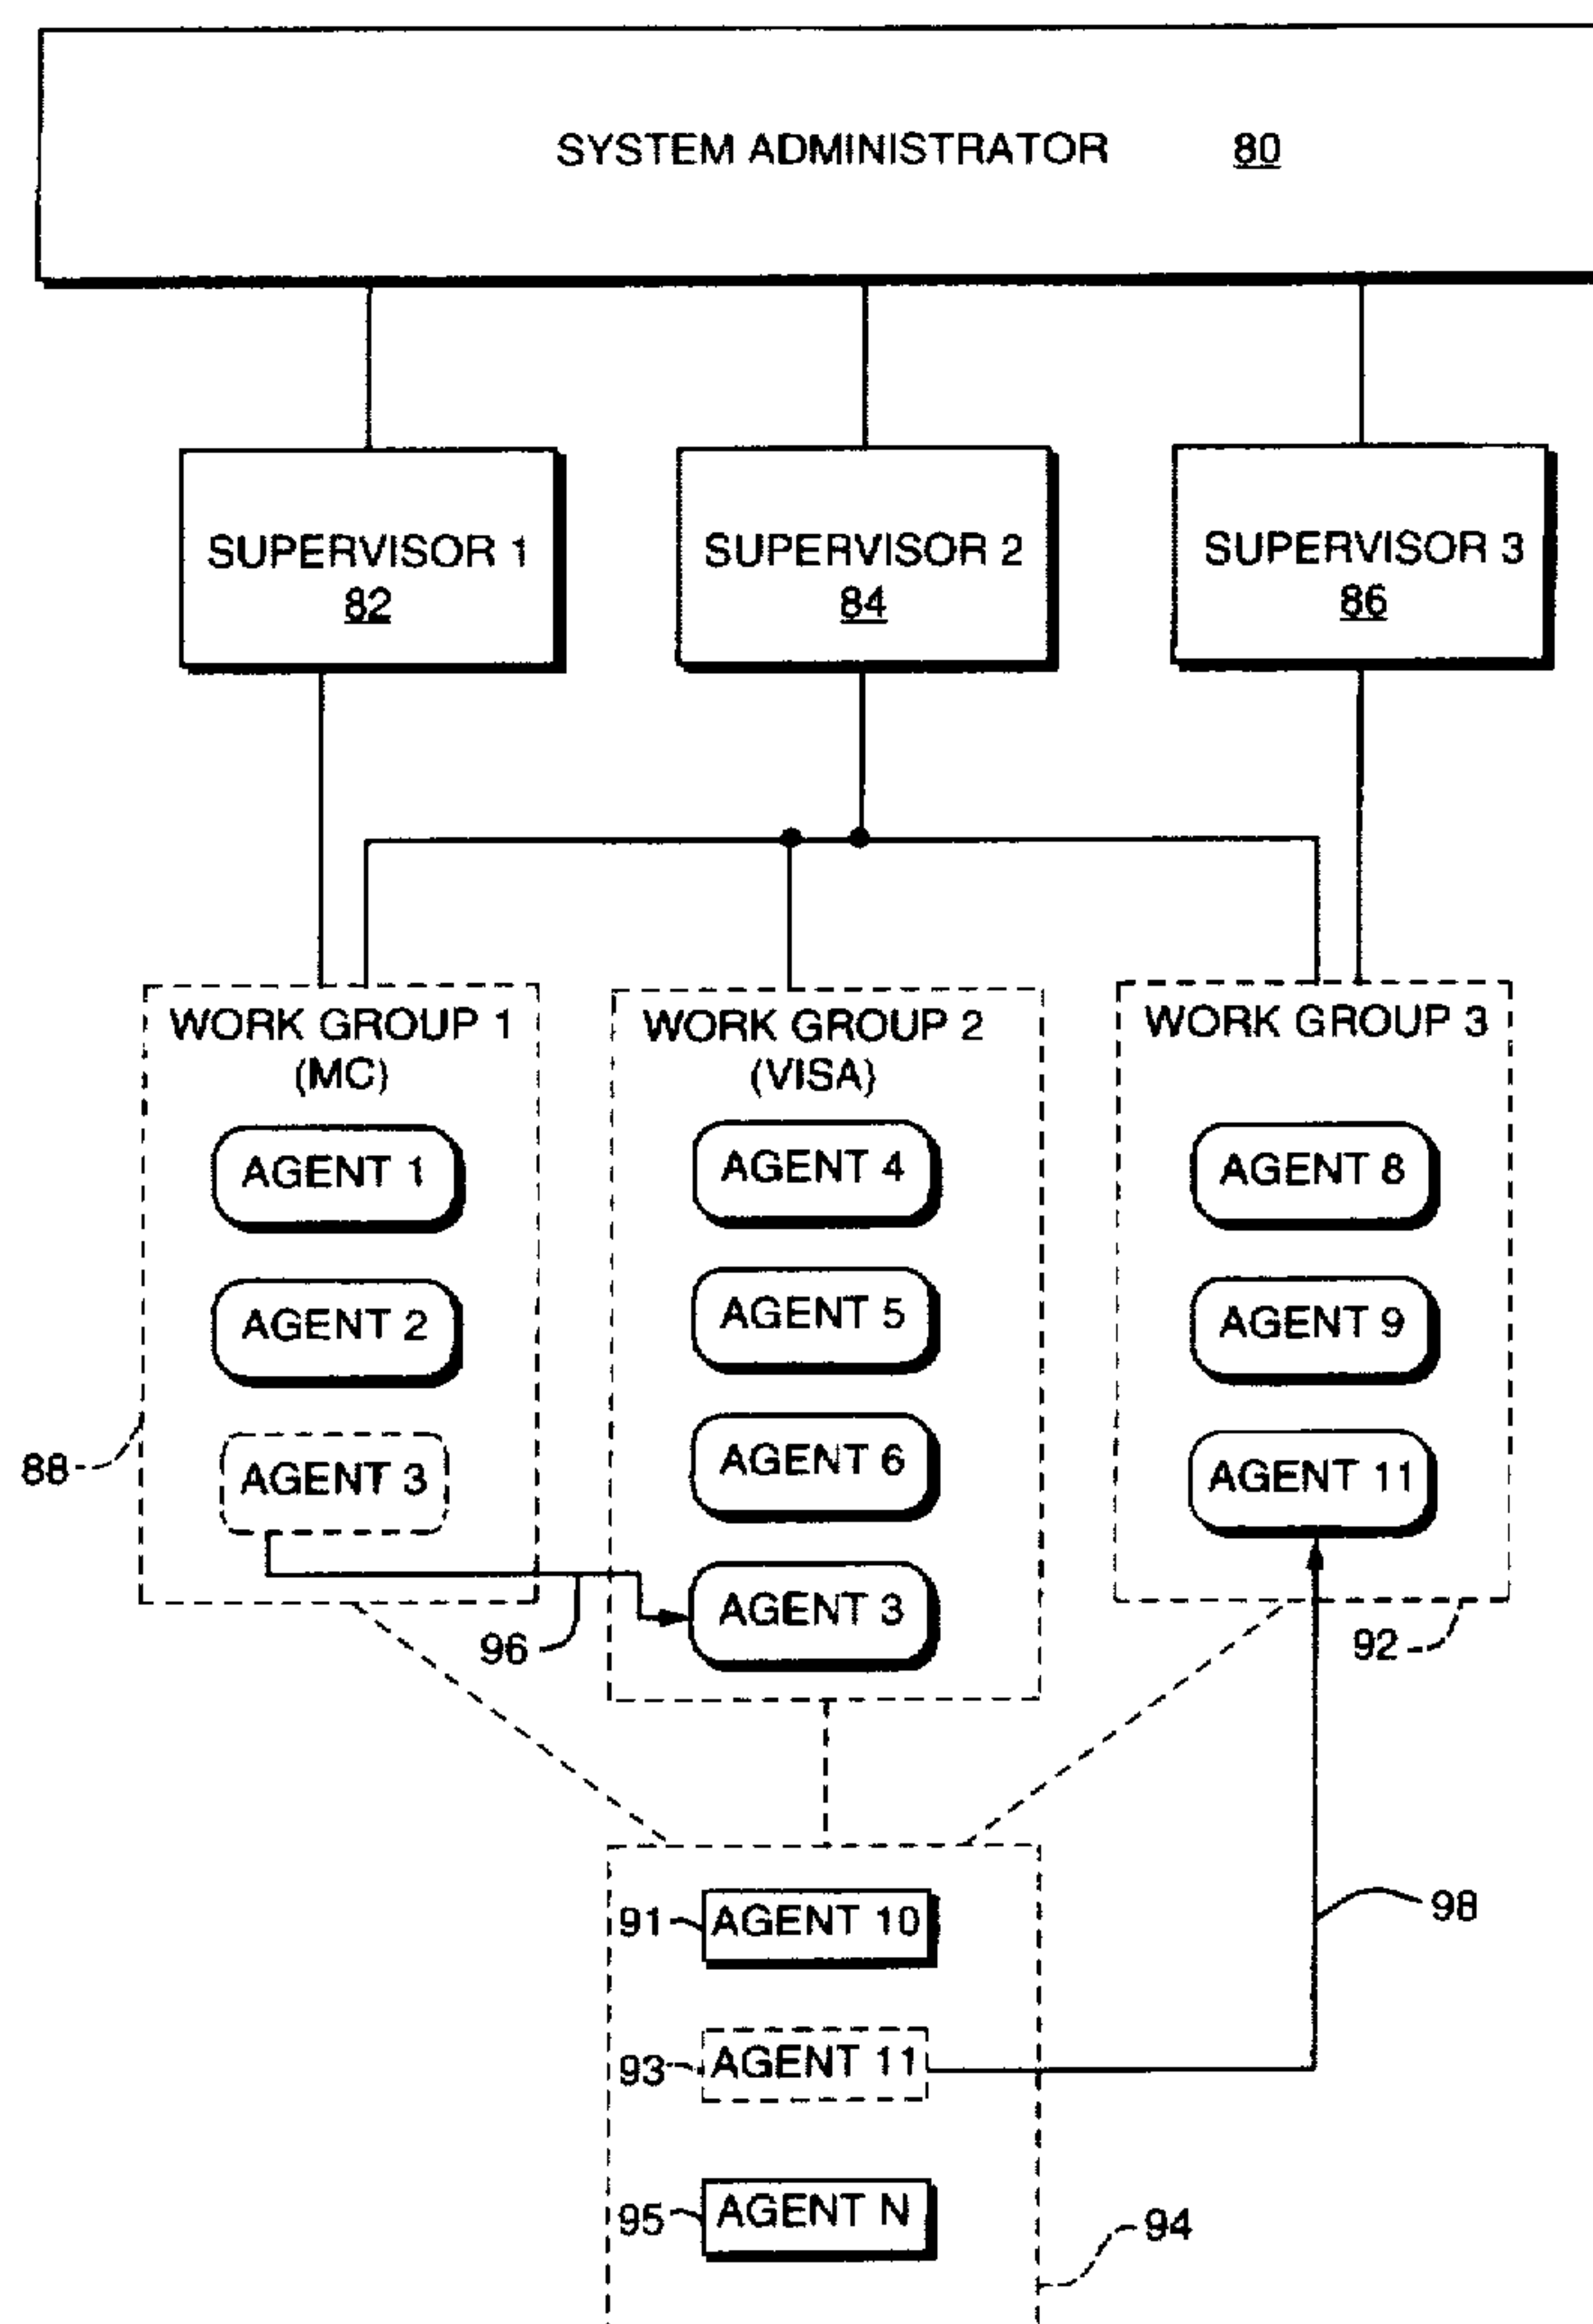 SYSTEM ADMINISTRATOR 80
SUPERVISOR 1
82
SUPERVISOR 2
84
SUPERVISOR 3
86
WORK GROUP 1
(MC)
AGENT 1
AGENT 2
AGENT 3
88
WORK GROUP 2
(VISA)
AGENT 4
AGENT 5
AGENT 6
AGENT 3
96
WORK GROUP 3
AGENT 8
AGENT 9
AGENT 11
92
91
AGENT 10
98
93
AGENT 11
95
AGENT N
94